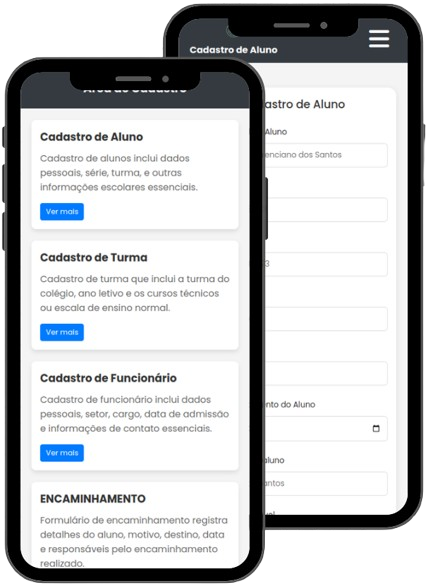 Cadastro de Aluno
Área de Cadastro
Cadastro de Aluno
Cadastro de alunos inclui dados
pessoais, série, turma, e outras
informações escolares essenciais.
Ver mais
Cadastro de Turma
Cadastro de turma que inclui a turma do
colégio, ano letivo e os cursos técnicos
ou escala de ensino normal.
Ver mais
Cadastro de Funcionário
Cadastro de funcionário inclui dados
pessoais, setor, cargo, data de admissão
e informações de contato essenciais.
Ver mais
ENCAMINHAMENTO
Formulário de encaminhamento registra
detalhes do aluno, motivo, destino, data
e responsáveis pelo encaminhamento
realizado.
astro de Aluno
Aluno
enciano dos Santos
3
nto do Aluno
aluno
antos